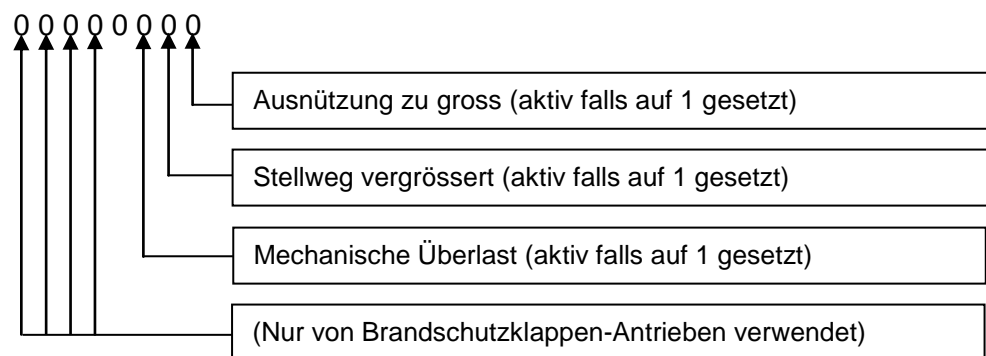 0 0 0 0 0 0 0 0
Ausnützung zu gross (aktiv falls auf 1 gesetzt)
Stellweg vergrössert (aktiv falls auf 1 gesetzt)
Mechanische Überlast (aktiv falls auf 1 gesetzt)
(Nur von Brandschutzklappen-Antrieben verwendet)